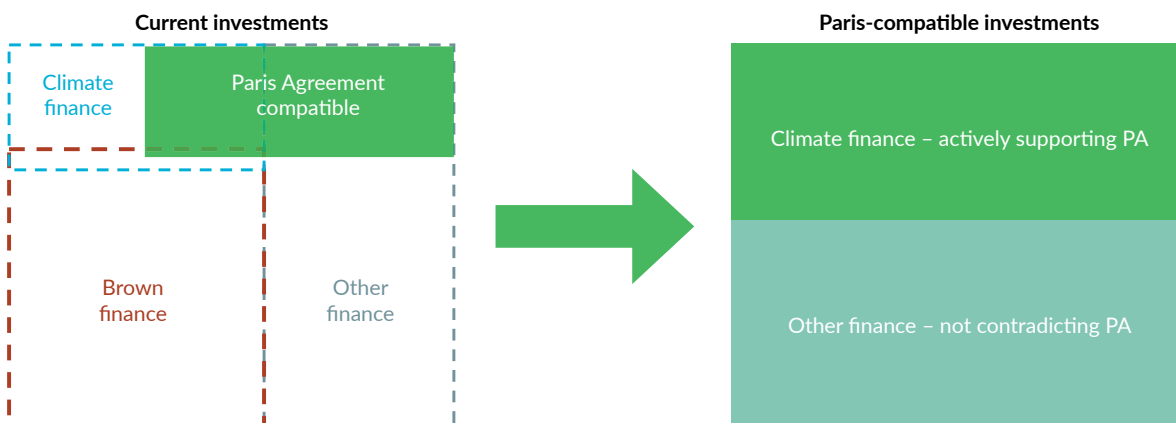 Current investments
Climate
finance
Paris Agreement
compatible
Brown
finance
Other
finance
Paris-compatible investments
Climate finance – actively supporting PA
Other finance – not contradicting PA